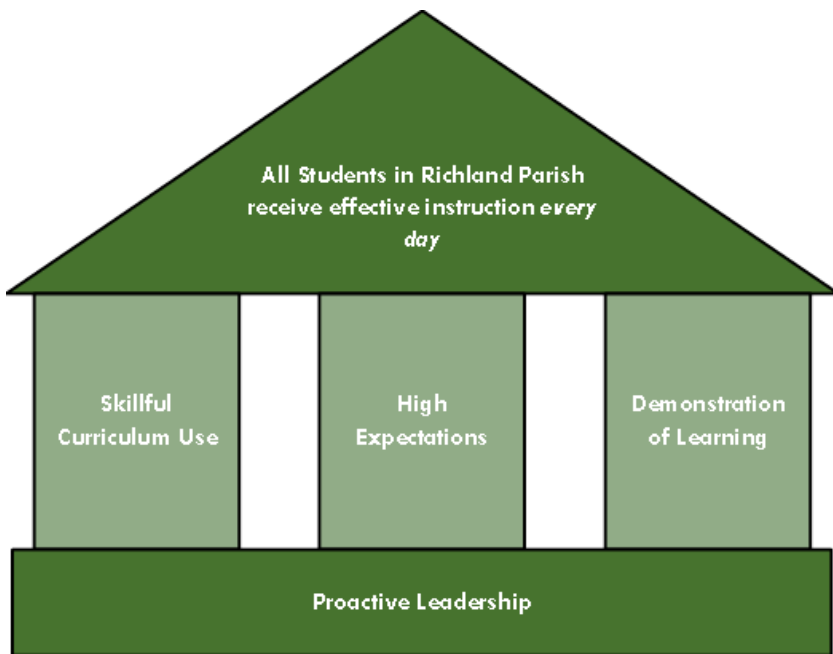 All Students in Richland Parish
receive effective instruction every
day
Skillful
Curriculum Use
High
Expectations
Demonstration
of Learning
Proactive Leadership